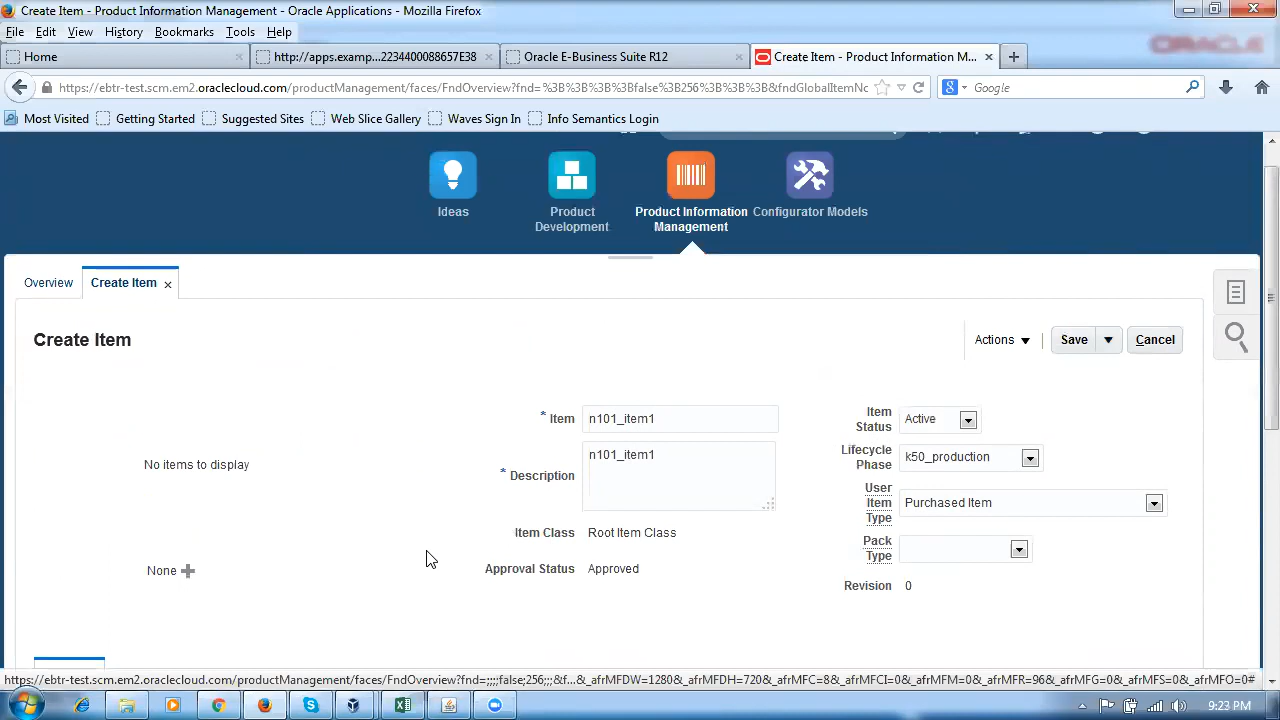 Create Item - Product Information Management - Oracle Applications - Mozilla Firefox
File Edit View History Bookmarks Tools Help
ORACLE
Home
http://apps.examp...2234400088657E38
Oracle E-Business Suite R12
Create Item - Product Information M...
https://ebtr-test.scm.em2.oraclecloud.com/productManagement/faces/FndOverview?fnd=%3B%3B%3B%3Bfalse%3B256%3B%3B%3B&fndGlobalItemNo
Google
Most Visited Getting Started Suggested Sites Web Slice Gallery Waves Sign In Info Semantics
Ideas
Product
Development
Product Information
Management
Configurator Models
Overview
Create Item
Create Item
Actions
Save
Cancel
No items to display
None
* Item n101_item1
* Description n101_item1
Item Class Root Item Class
Approval Status Approved
Item
Status
Active
Lifecycle
Phase
k50_production
User
Item
Type
Purchased Item
Pack
Type
Revision 0
https://ebtr-test.scm.em2.oraclecloud.com/productManagement/faces/FndOverview?fnd=;;;;false;256;;;&f..._afrMFDW=1280&_afrMFDH=720&_afrMFC=8&_afrMFCI=0&_afrMFM=0&_afrMFR=96&_afrMFG=0&_afrMFS=0&_afrMFO=0#
9:23 PM